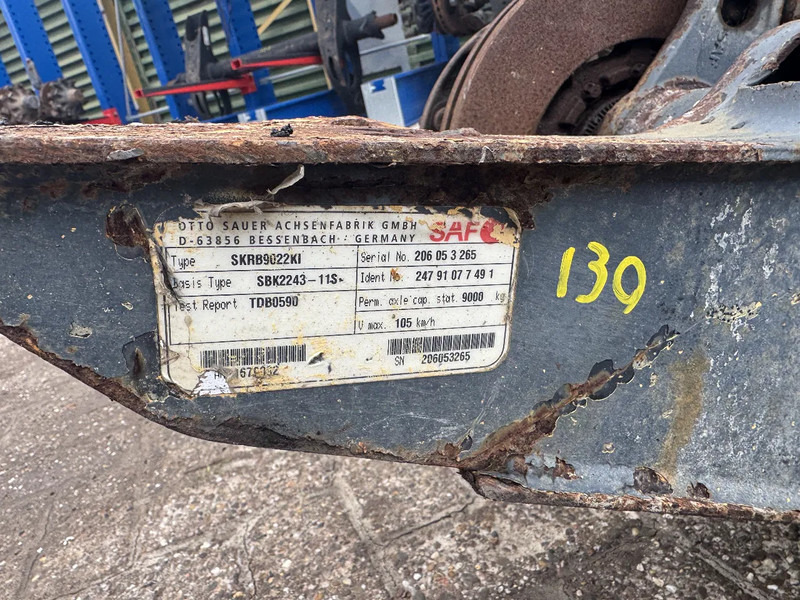 OTTO SAUER ACHSENFABRIK GMBH
D-63856 BESSENBACH · GERMANY
SAF
Type SKRB9022KI
Basis Type SBK2243-11S
Test Report TDB0590
Serial No. 206 05 3 265
Ident No. 247 91 07 7 49 1
Perm. axle cap. stat. 9000 kg
V max. 105 km/h
SN 206053265
139